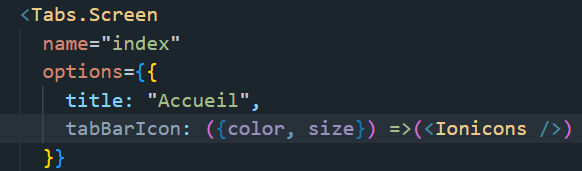 <Tabs.Screen
name="index"
options={{
title: "Accueil",
tabBarIcon: ({color, size}) =>(<Ionicons />)
}}